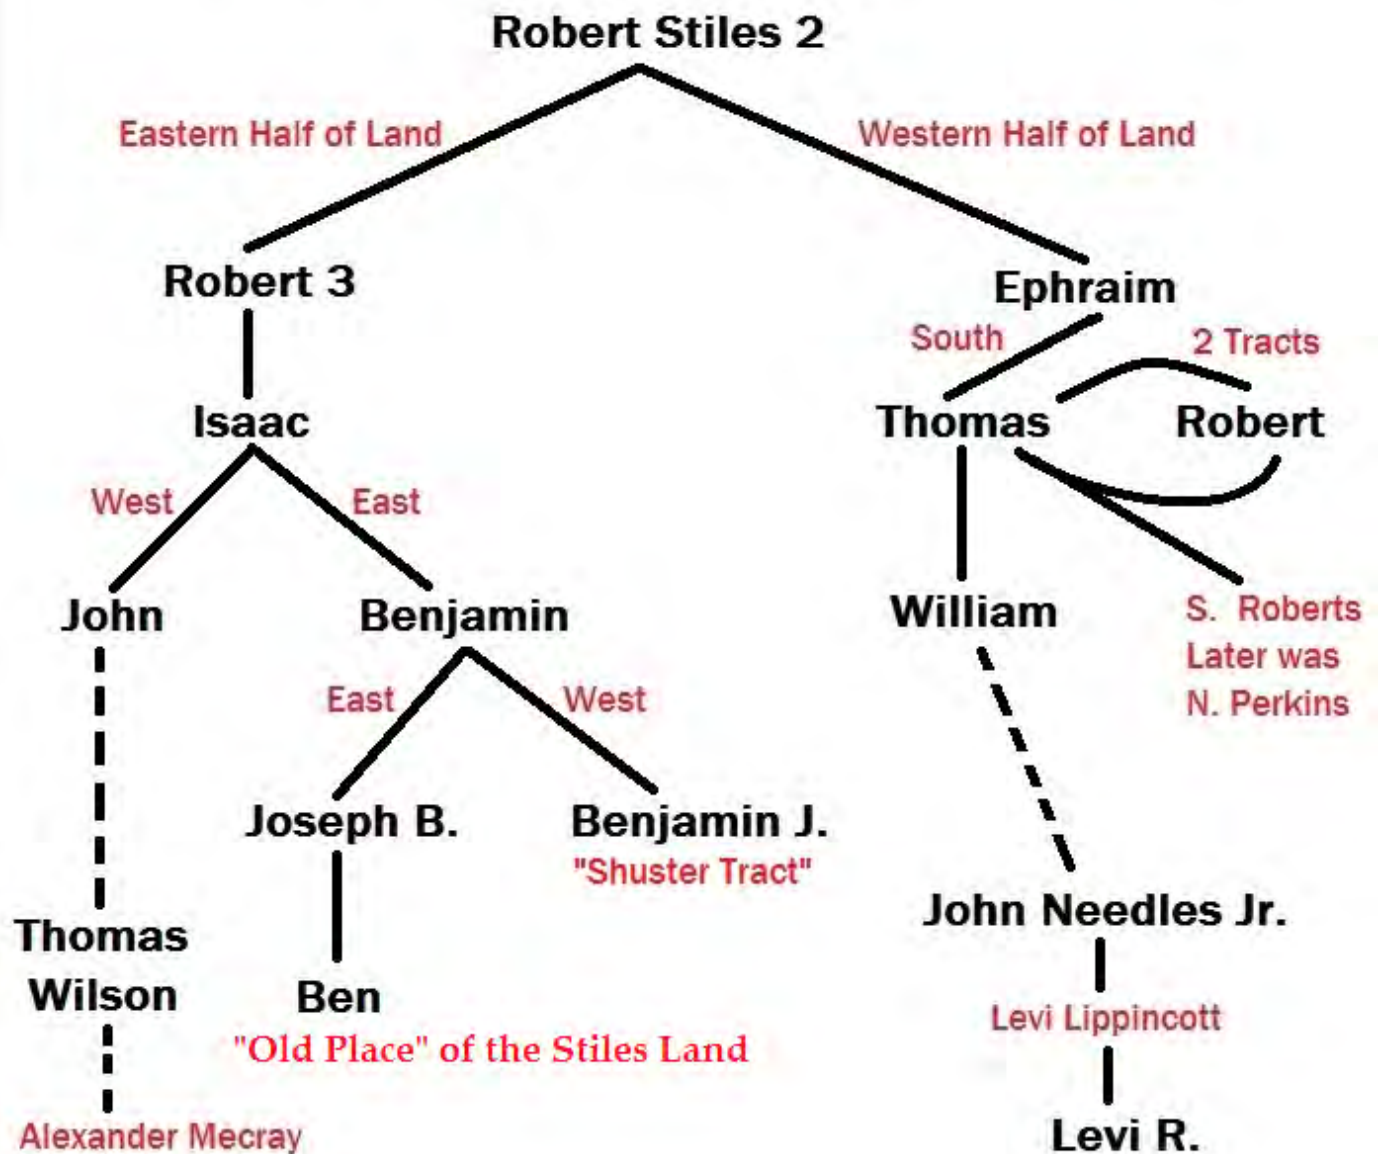 Robert Stiles 2
Eastern Half of Land
Western Half of Land
Robert 3
Ephraim
South
2 Tracts
Isaac
Thomas
Robert
West
East
John
Benjamin
William
S. Roberts
Later was
N. Perkins
East
West
Joseph B.
Benjamin J.
"Shuster Tract"
John Needles Jr.
Thomas
Wilson
Ben
Levi Lippincott
"Old Place" of the Stiles Land
Alexander Mecray
Levi R.